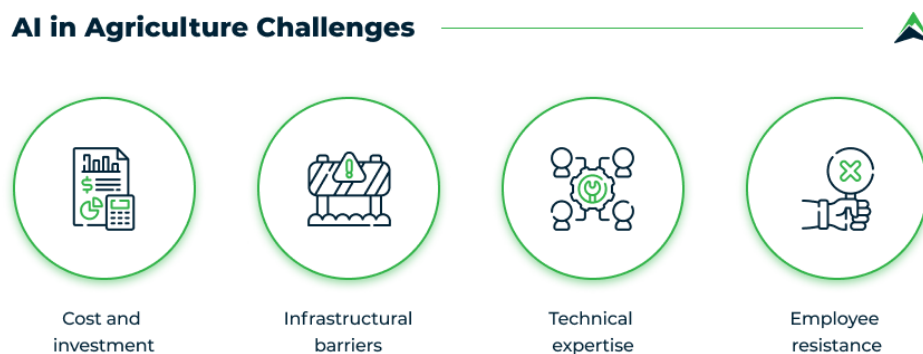 AI in Agriculture Challenges
Cost and
investment
Infrastructural
barriers
Technical
expertise
Employee
resistance